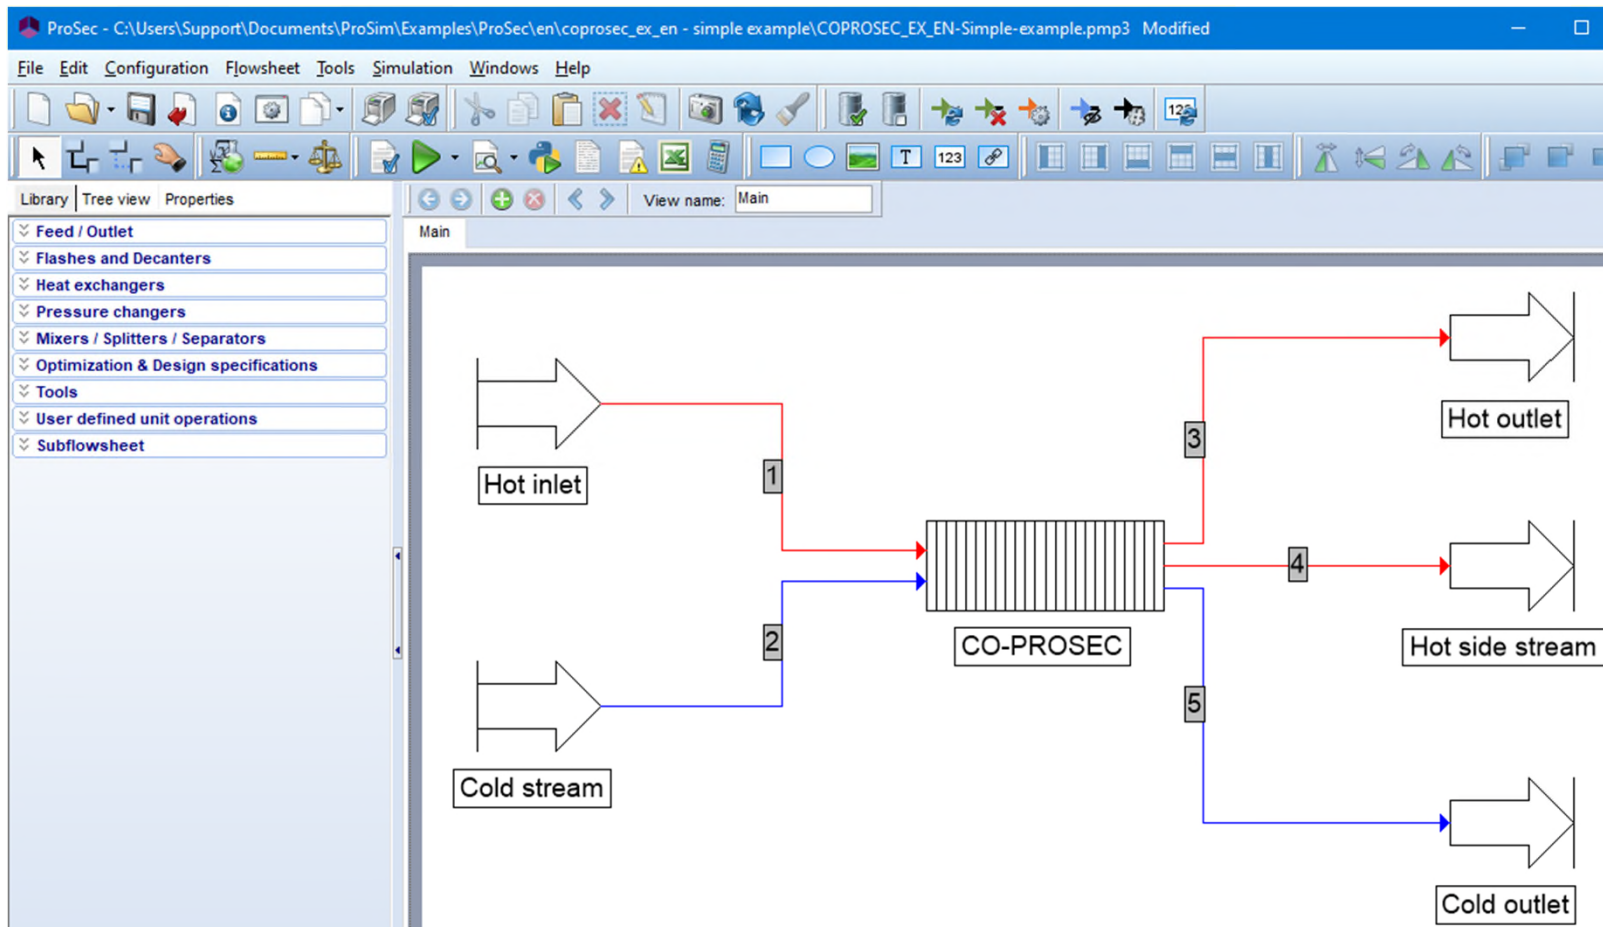 ProSec - C:\Users\Support\Documents\ProSim\Examples\ProSec\en\coprosec_ex_en - simple example\COPROSEC_EX_EN-Simple-example.pmp3 Modified
File Edit Configuration Flowsheet Tools Simulation Windows Help
123
T 123
Library Tree view Properties
View name: Main
Main
Feed / Outlet
Flashes and Decanters
Heat exchangers
Pressure changers
Mixers / Splitters / Separators
Optimization & Design specifications
Tools
User defined unit operations
Subflowsheet
Hot inlet
1
2
Cold stream
CO-PROSEC
3
4
5
Hot outlet
Hot side stream
Cold outlet